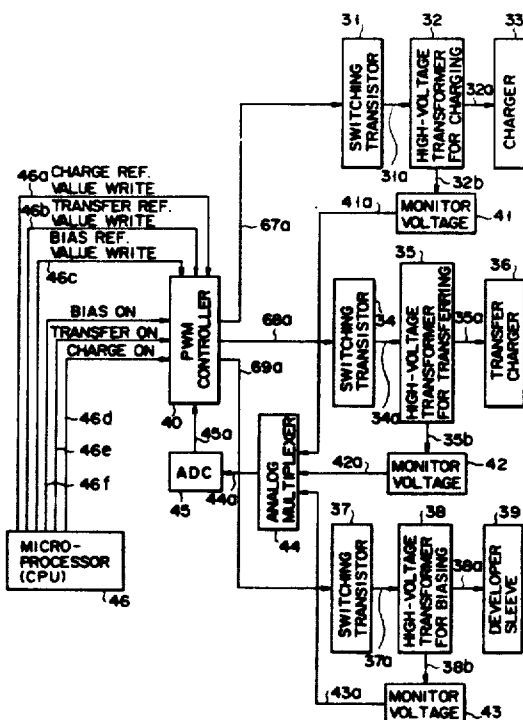 31
32
33
SWITCHING
TRANSISTOR
HIGH-VOLTAGE
TRANSFORMER
FOR CHARGING
32a
CHARGER
31a
32b
46a
CHARGE REF.
VALUE WRITE
46b
TRANSFER REF.
VALUE WRITE
BIAS REF.
VALUE WRITE
46c
67a
41a
MONITOR
VOLTAGE
41
35
36
BIAS ON
TRANSFER ON
CHARGE ON
PWM
CONTROLLER
40
68a
69a
SWITCHING
TRANSISTOR
34
34a
HIGH-VOLTAGE
TRANSFORMER
FOR TRANSFERRING
35a
TRANSFER
CHARGER
35b
46d
46e
46f
45a
ADC
45
44a
ANALOG
MULTIPLEXER
44
42a
MONITOR
VOLTAGE
42
37
38
39
MICRO-
PROCESSOR
(CPU)
46
SWITCHING
TRANSISTOR
37a
HIGH-VOLTAGE
TRANSFORMER
FOR BIASING
38a
DEVELOPER
SLEEVE
38b
43a
MONITOR
VOLTAGE
43